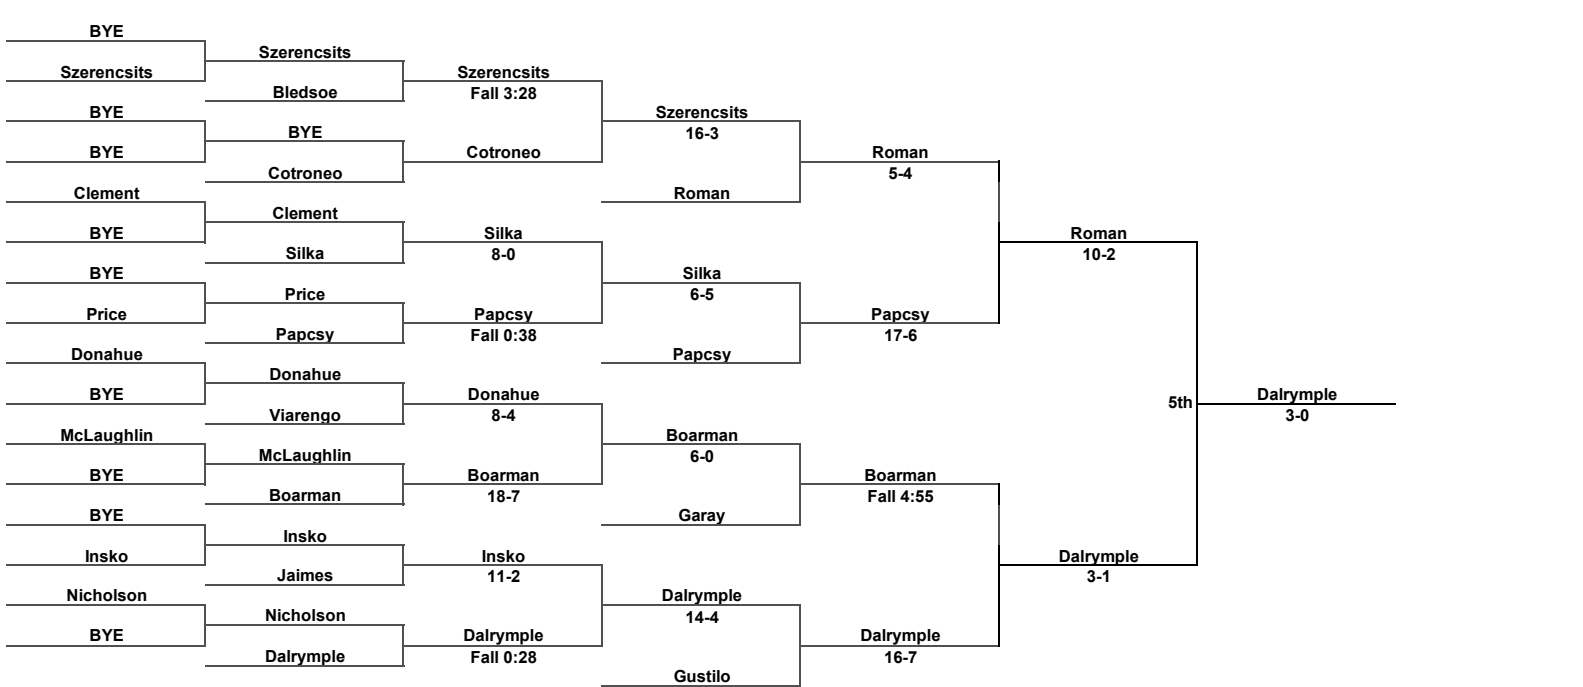 BYE
Szerencsits
BYE
BYE
Clement
BYE
BYE
Price
Donahue
BYE
McLaughlin
BYE
BYE
Insko
Nicholson
BYE
Szerencsits
Bledsoe
BYE
Cotroneo
Clement
Silka
Price
Papcsy
Donahue
Viarengo
McLaughlin
Boarman
Insko
Jaimes
Nicholson
Dalrymple
Szerencsits
Fall 3:28
Cotroneo
Silka
8-0
Papcsy
Fall 0:38
Donahue
8-4
Boarman
18-7
Insko
11-2
Dalrymple
Fall 0:28
Szerencsits
16-3
Roman
Silka
6-5
Papcsy
Boarman
6-0
Garay
Dalrymple
14-4
Gustilo
Roman
5-4
Papcsy
17-6
Boarman
Fall 4:55
Dalrymple
16-7
Roman
10-2
Dalrymple
3-1
5th
Dalrymple
3-0